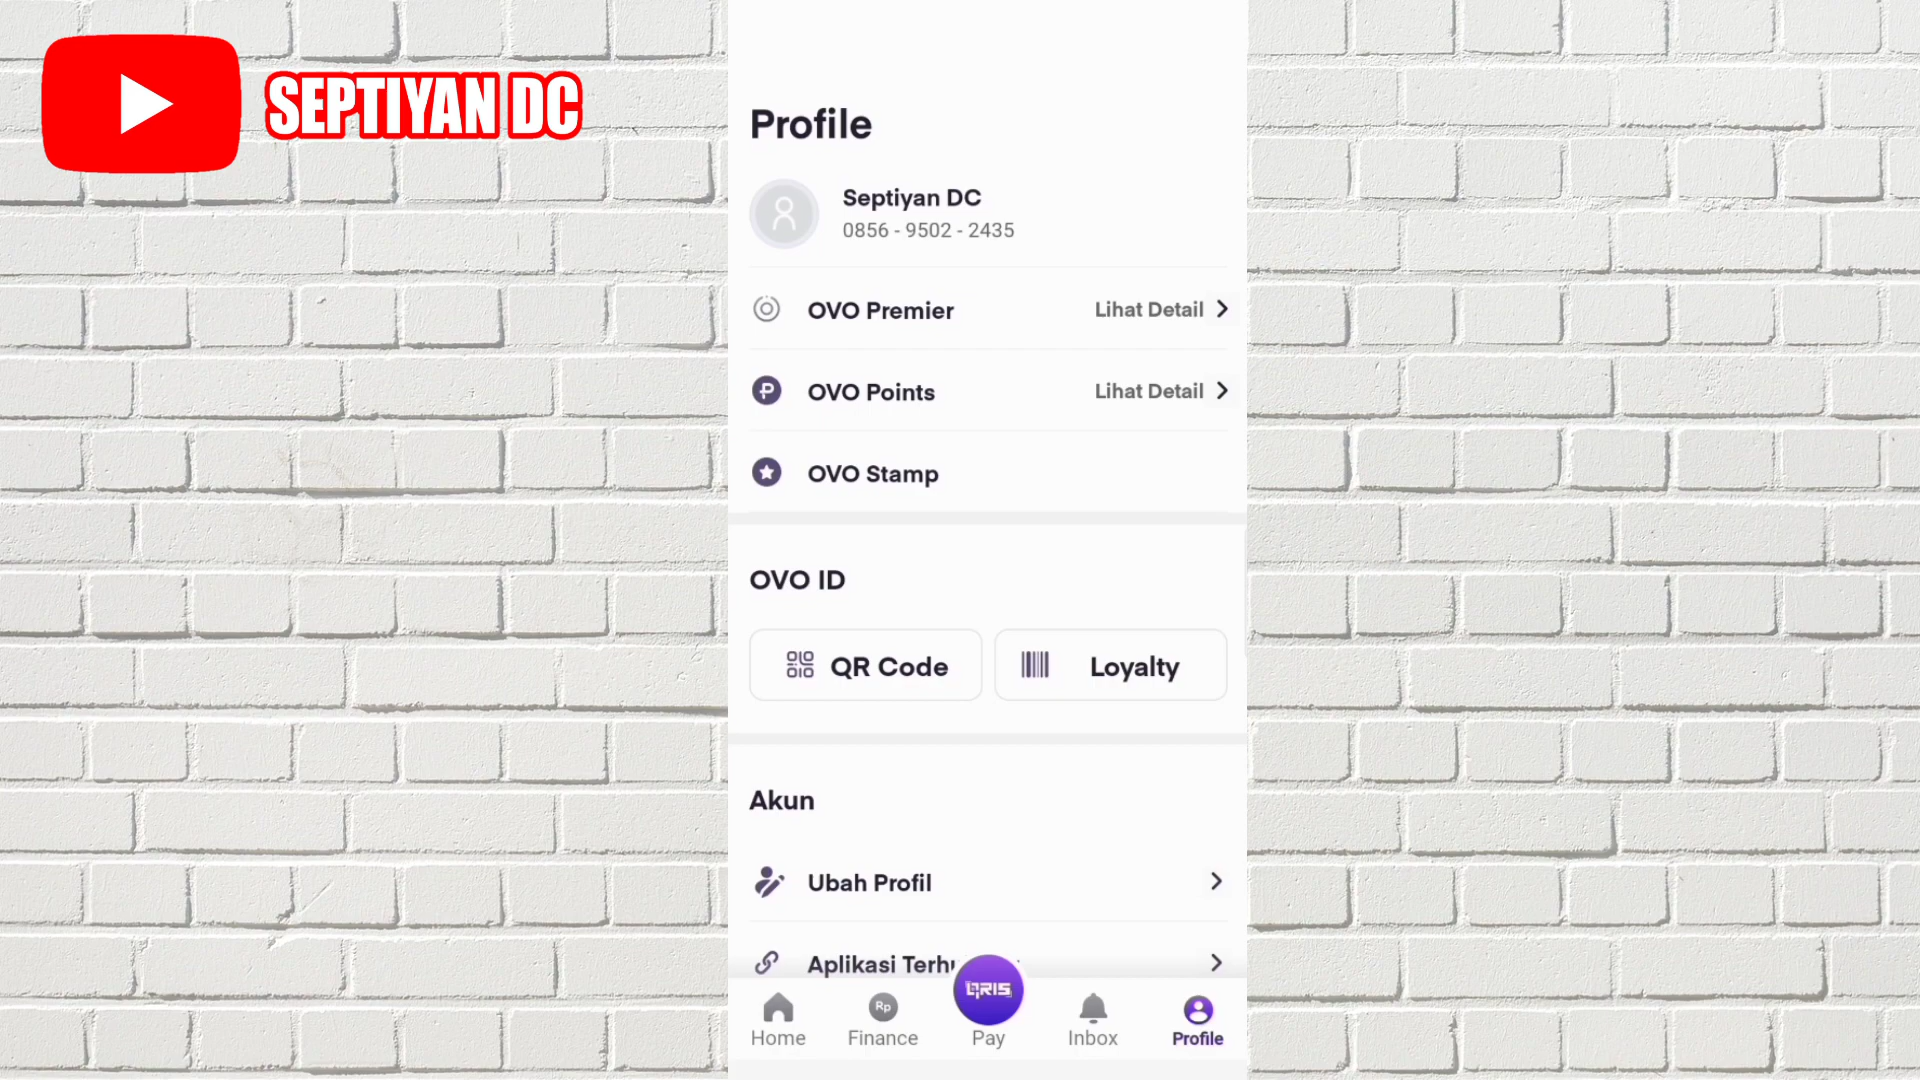 SEPTIYAN DC
Profile
Septiyan DC
0856 - 9502 - 2435
OVO Premier
Lihat Detail
OVO Points
Lihat Detail
OVO Stamp
OVO ID
QR Code
Loyalty
Akun
Ubah Profil
Aplikasi
QRIS
Home
Rp
Finance
Pay
Inbox
Profile